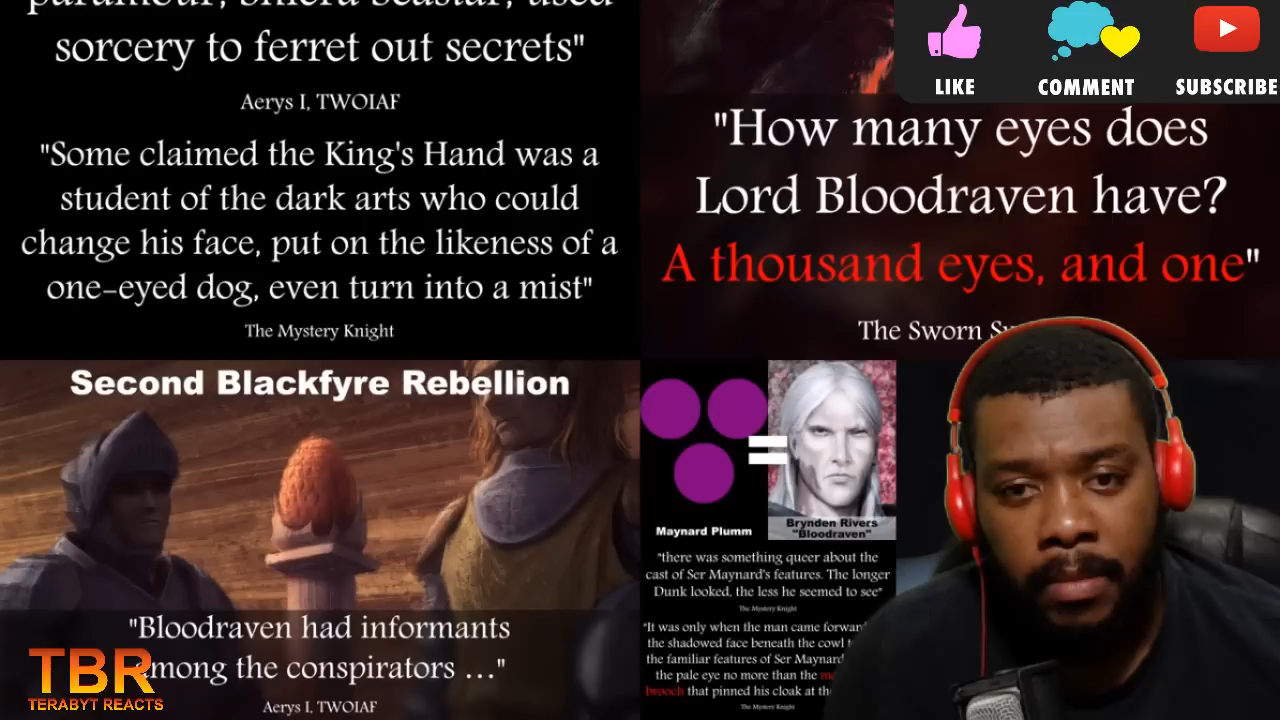 sorcery to ferret out secrets"
Aerys I, TWOIAF
"Some claimed the King's Hand was a
student of the dark arts who could
change his face, put on the likeness of a
one-eyed dog, even turn into a mist"
The Mystery Knight
LIKE
COMMENT
SUBSCRIBE
"How many eyes does
Lord Bloodraven have?
A thousand eyes, and one"
The Sworn
Second Blackfyre Rebellion
"Bloodraven had informants
among the conspirators ..."
Aerys I, TWOIAF
TBR
TERABYT REACTS
=
Maynard Plumm
Brynden Rivers
"Bloodraven"
"there was something queer about the
cast of Ser Maynard's features. The longer
Dunk looked, the less he seemed to see"
The Mystery Knight
"It was only when the man came forward
the shadowed face beneath the cowl
the familiar features of Ser Maynard
the pale eye no more than the
brooch that pinned his cloak at
The Mystery Knight